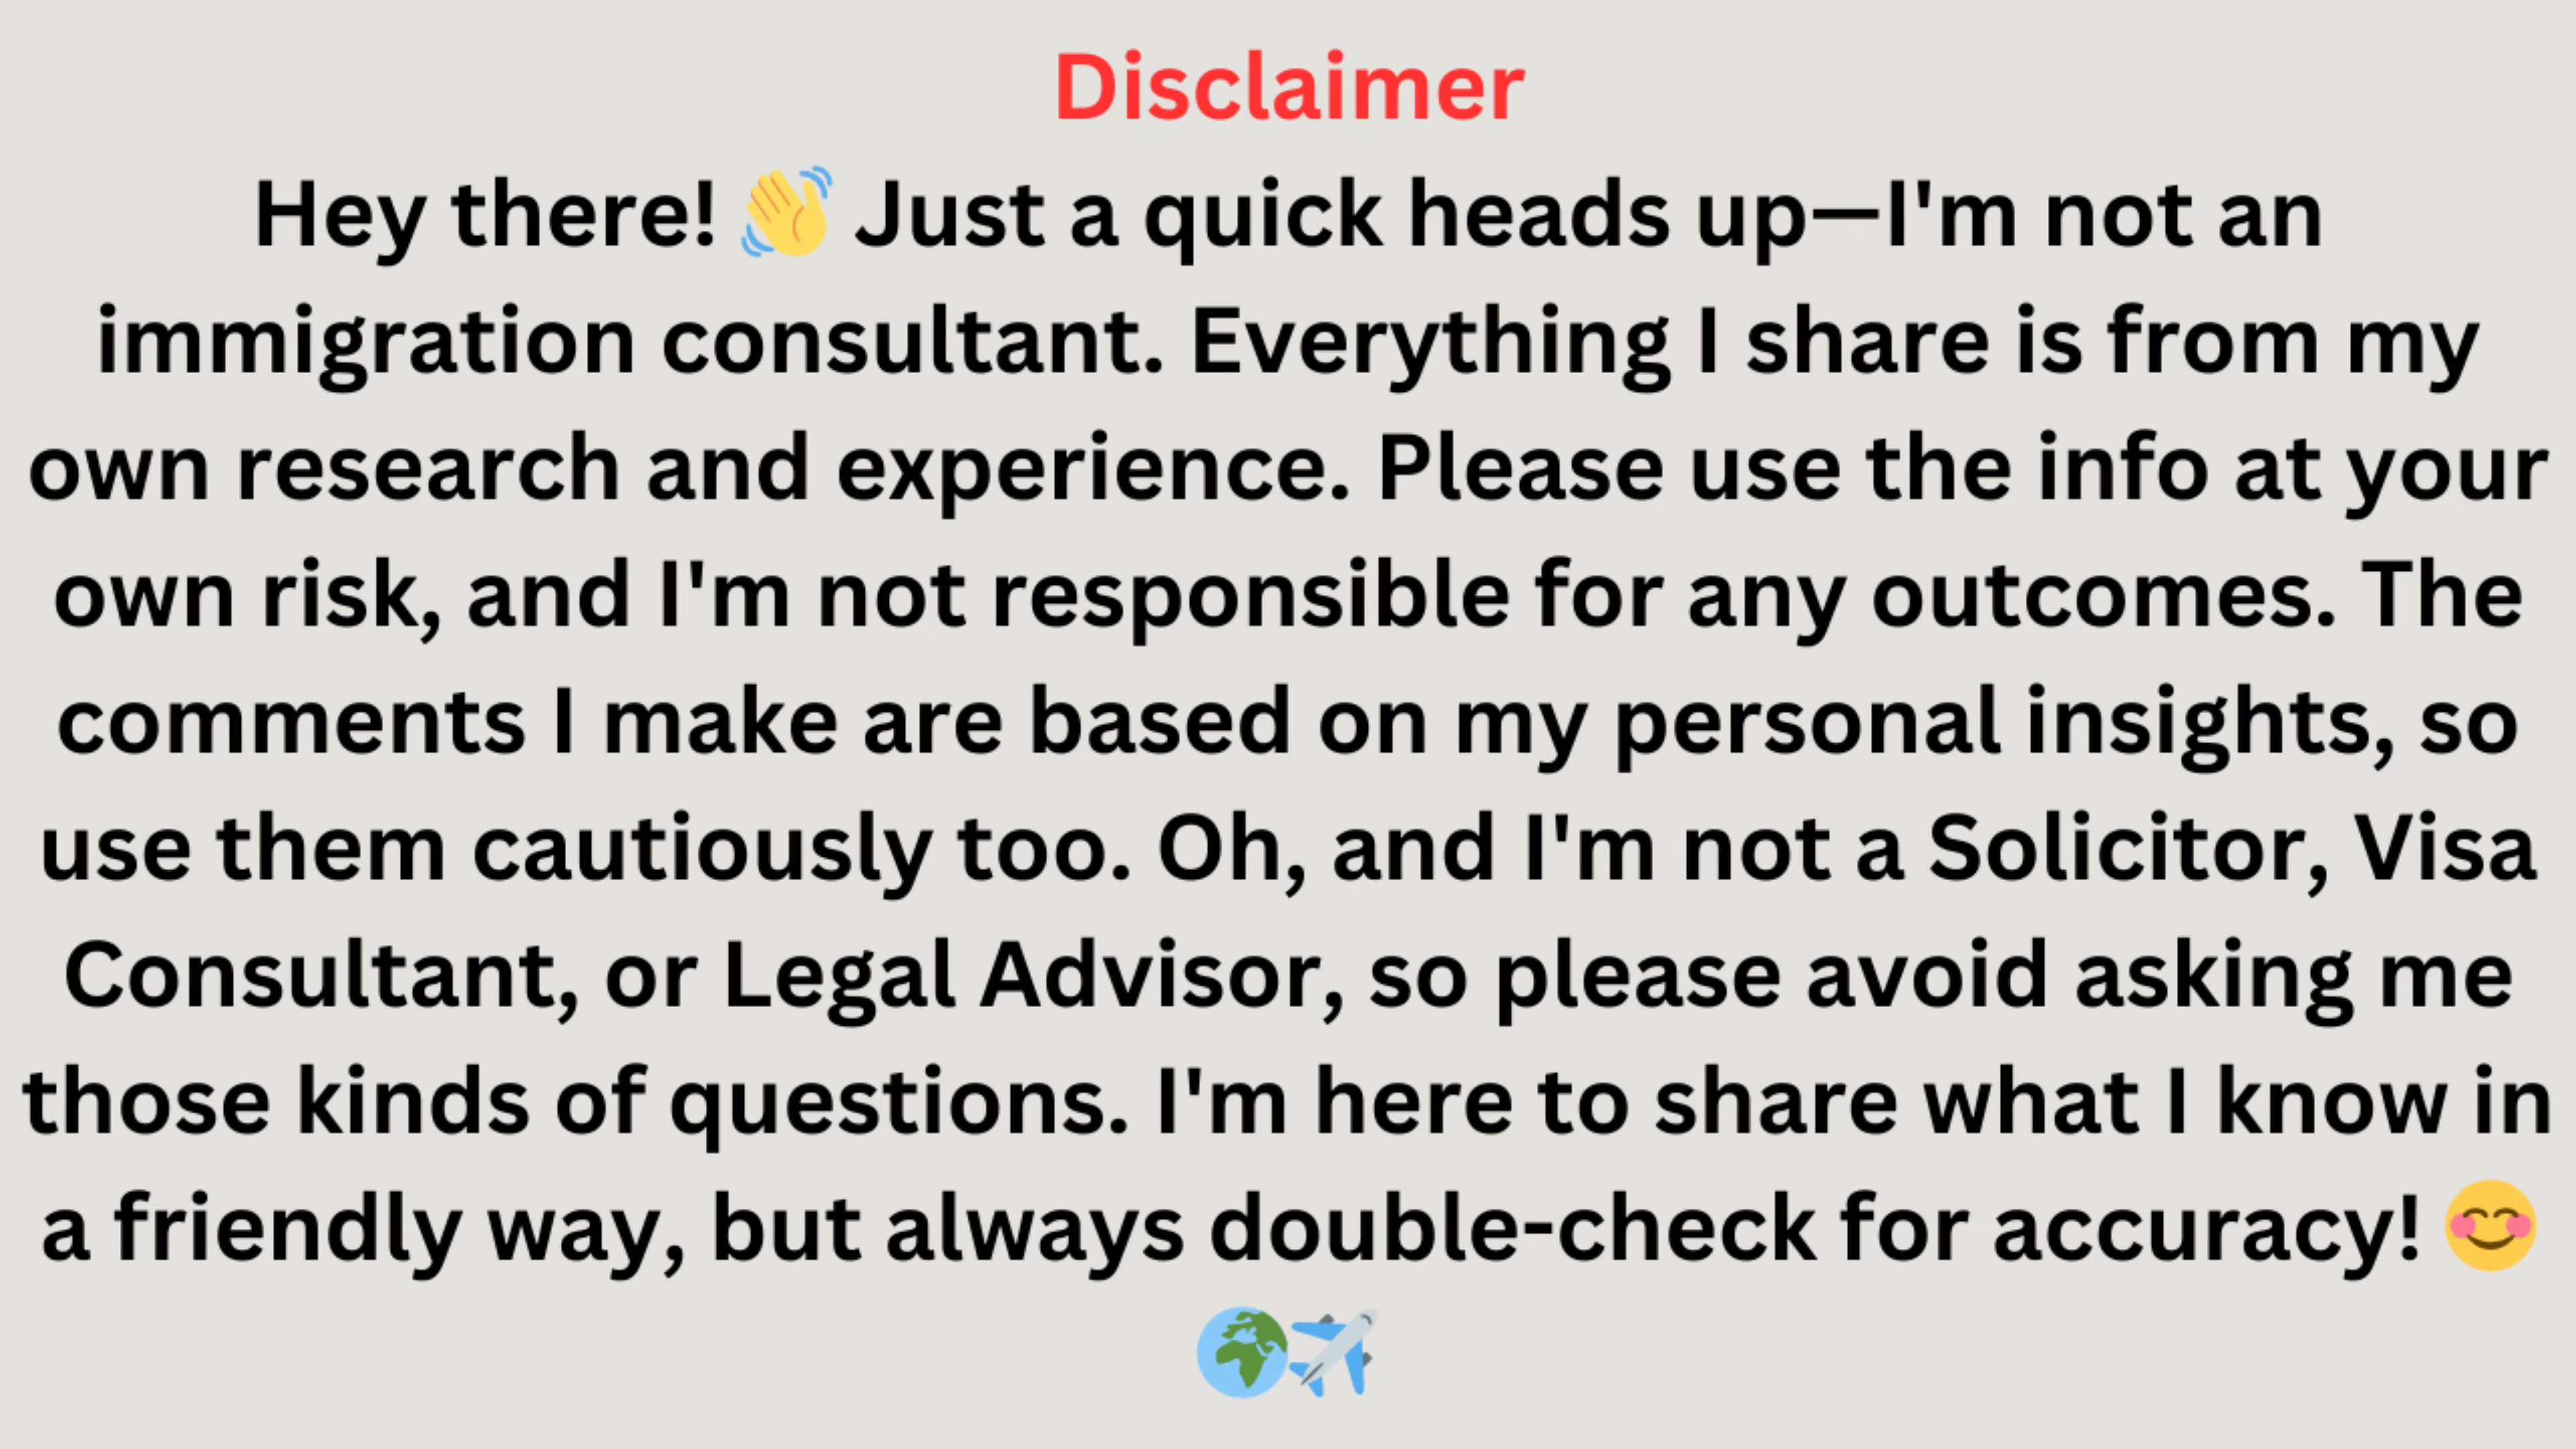 Disclaimer
Hey there! 👋 Just a quick heads up—I'm not an
immigration consultant. Everything I share is from my
own research and experience. Please use the info at your
own risk, and I'm not responsible for any outcomes. The
comments I make are based on my personal insights, so
use them cautiously too. Oh, and I'm not a Solicitor, Visa
Consultant, or Legal Advisor, so please avoid asking me
those kinds of questions. I'm here to share what I know in
a friendly way, but always double-check for accuracy! 😊
🌍✈️